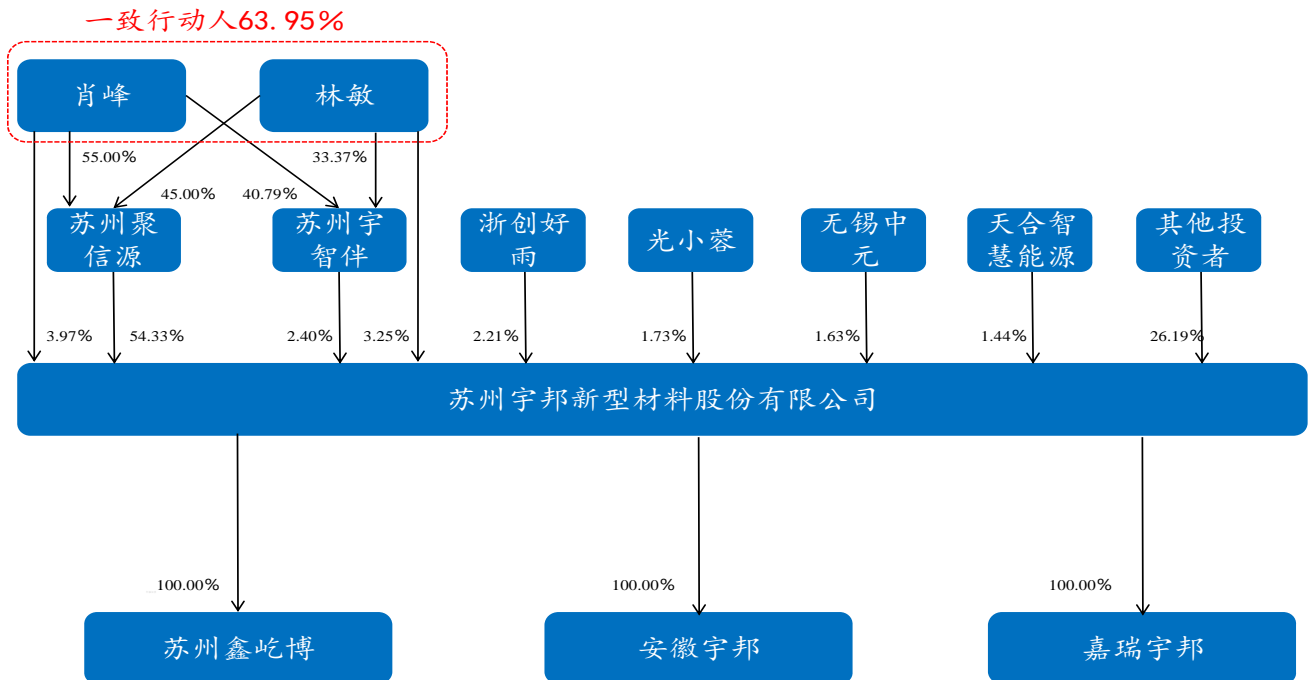 一致行动人63.95%
肖峰
林敏
55.00%
33.37%
45.00%
40.79%
苏州聚
信源
苏州宇
智伴
浙创好
雨
光小蓉
无锡中
元
天合智
慧能源
其他投
资者
3.97%
54.33%
2.40%
3.25%
2.21%
1.73%
1.63%
1.44%
26.19%
苏州宇邦新型材料股份有限公司
100.00%
100.00%
100.00%
苏州鑫屹博
安徽宇邦
嘉瑞宇邦